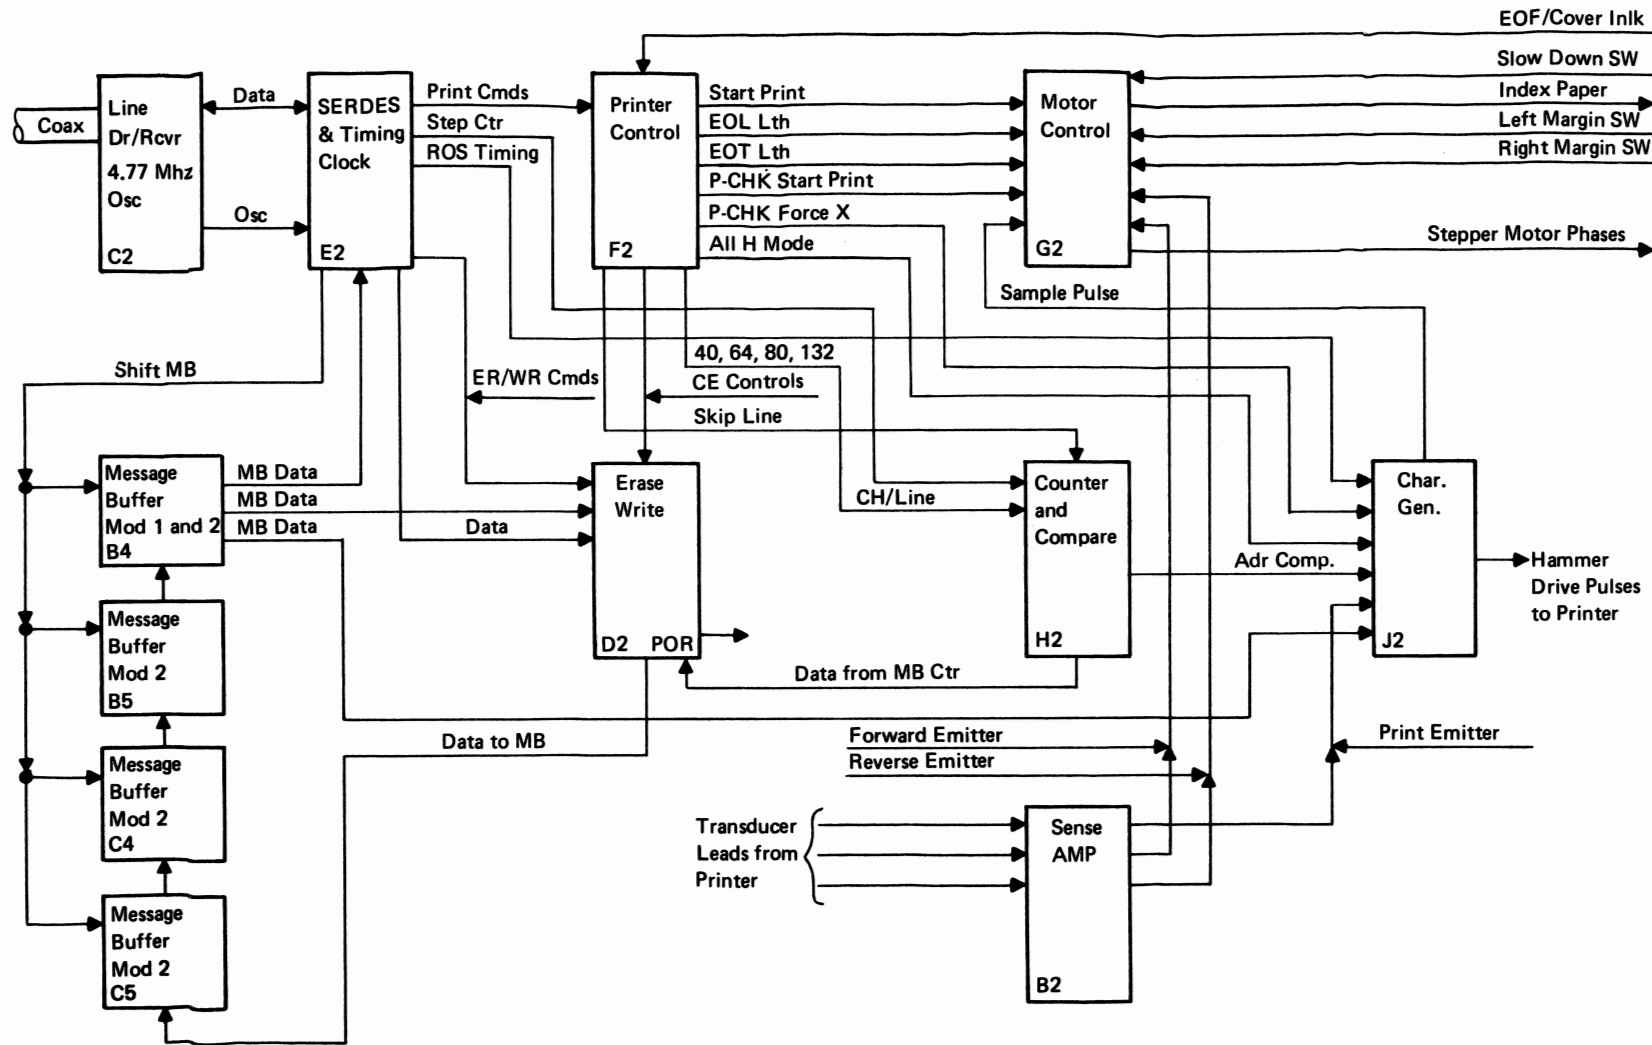 EOF/Cover Inlk
Slow Down SW
Index Paper
Left Margin SW
Right Margin SW
Stepper Motor Phases
Coax
Line
Dr/Rcvr
4.77 Mhz
Osc
C2
Data
Osc
SERDES
& Timing
Clock
E2
Print Cmds
Step Ctr
ROS Timing
Printer
Control
F2
Start Print
EOL Lth
EOT Lth
P-CHK Start Print
P-CHK Force X
All H Mode
Motor
Control
G2
Sample Pulse
Shift MB
40, 64, 80, 132
ER/WR Cmds
CE Controls
Skip Line
Message
Buffer
Mod 1 and 2
B4
MB Data
MB Data
MB Data
Data
Erase
Write
D2 POR
CH/Line
Counter
and
Compare
H2
Adr Comp.
Char.
Gen.
J2
Hammer
Drive Pulses
to Printer
Message
Buffer
Mod 2
B5
Data from MB Ctr
Data to MB
Forward Emitter
Reverse Emitter
Print Emitter
Message
Buffer
Mod 2
C4
Transducer
Leads from
Printer
Sense
AMP
B2
Message
Buffer
Mod 2
C5